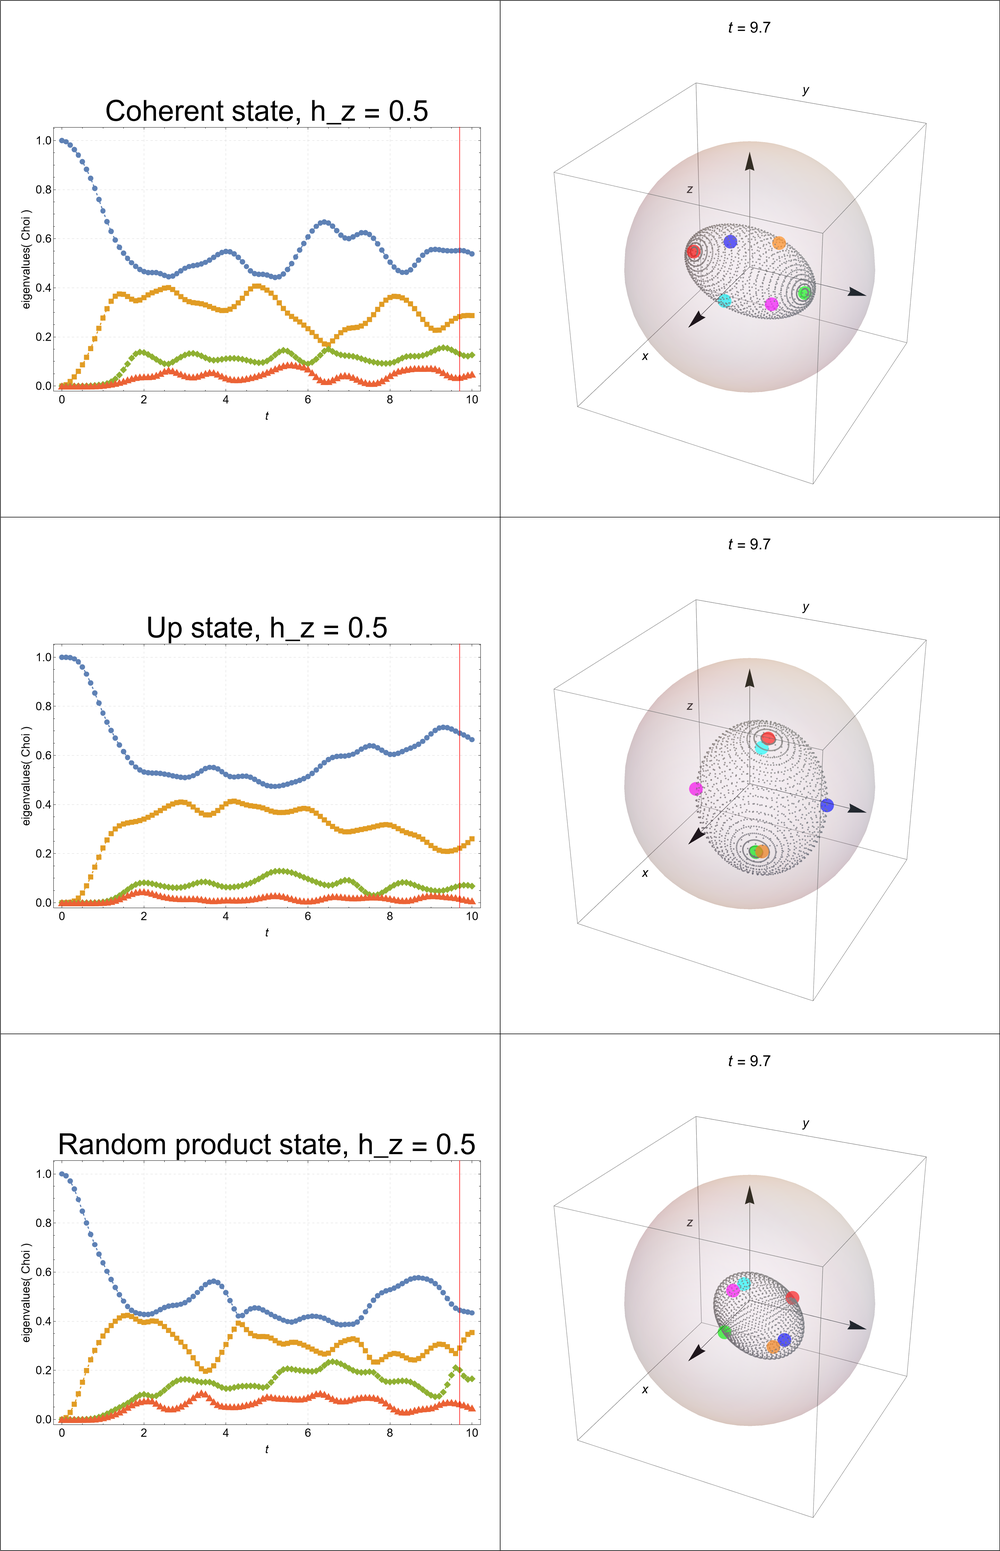 t = 9.7
Coherent state, h_z = 0.5
eigenvalues( Choi )
1.0
0.8
0.6
0.4
0.2
0.0
0 2 4 6 8 10
t
y
z
x
t = 9.7
Up state, h_z = 0.5
eigenvalues( Choi )
1.0
0.8
0.6
0.4
0.2
0.0
0 2 4 6 8 10
t
y
z
x
t = 9.7
Random product state, h_z = 0.5
eigenvalues( Choi )
1.0
0.8
0.6
0.4
0.2
0.0
0 2 4 6 8 10
t
y
z
x